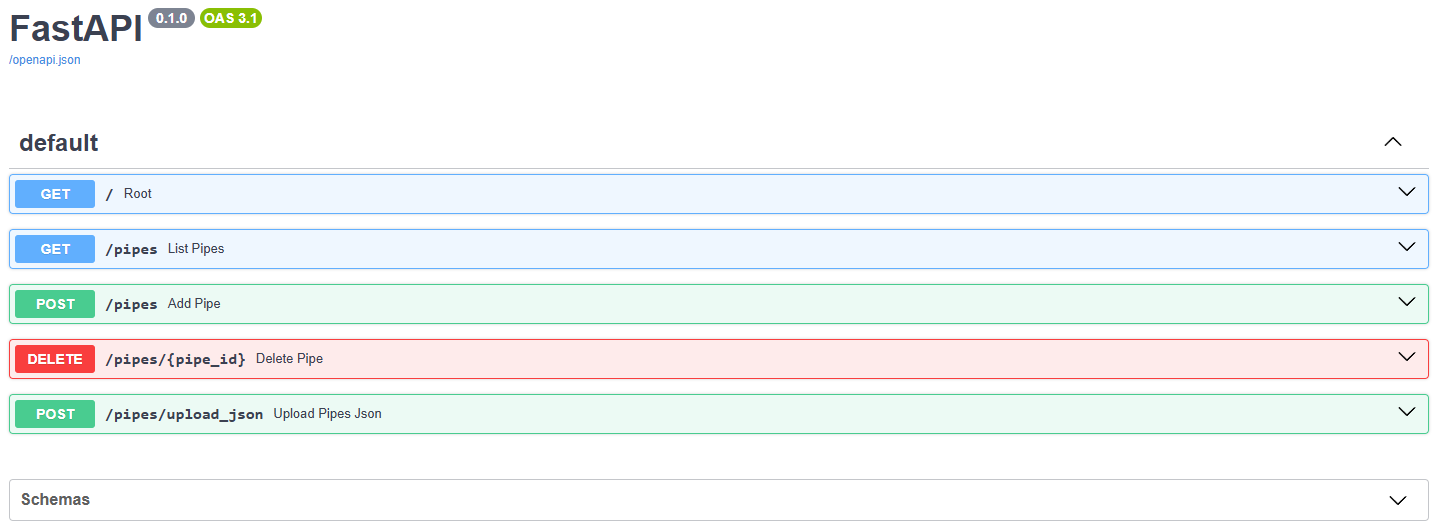 FastAPI 0.1.0 OAS 3.1
/openapi.json
default
GET / Root
GET /pipes List Pipes
POST /pipes Add Pipe
DELETE /pipes/{pipe_id} Delete Pipe
POST /pipes/upload_json Upload Pipes Json
Schemas